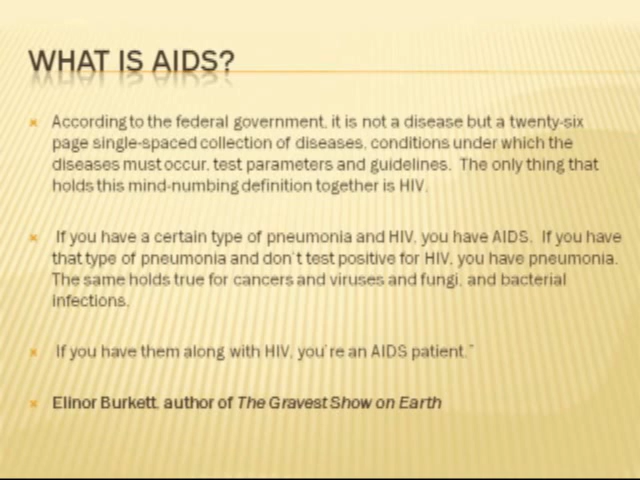 WHAT IS AIDS?
According to the federal government, it is not a disease but a twenty-six
page single-spaced collection of diseases, conditions under which the
diseases must occur, test parameters and guidelines. The only thing that
holds this mind-numbing definition together is HIV.
If you have a certain type of pneumonia and HIV, you have AIDS. If you have
that type of pneumonia and don't test positive for HIV, you have pneumonia.
The same holds true for cancers and viruses and fungi, and bacterial
infections.
If you have them along with HIV, you're an AIDS patient."
Elinor Burkett, author of The Gravest Show on Earth